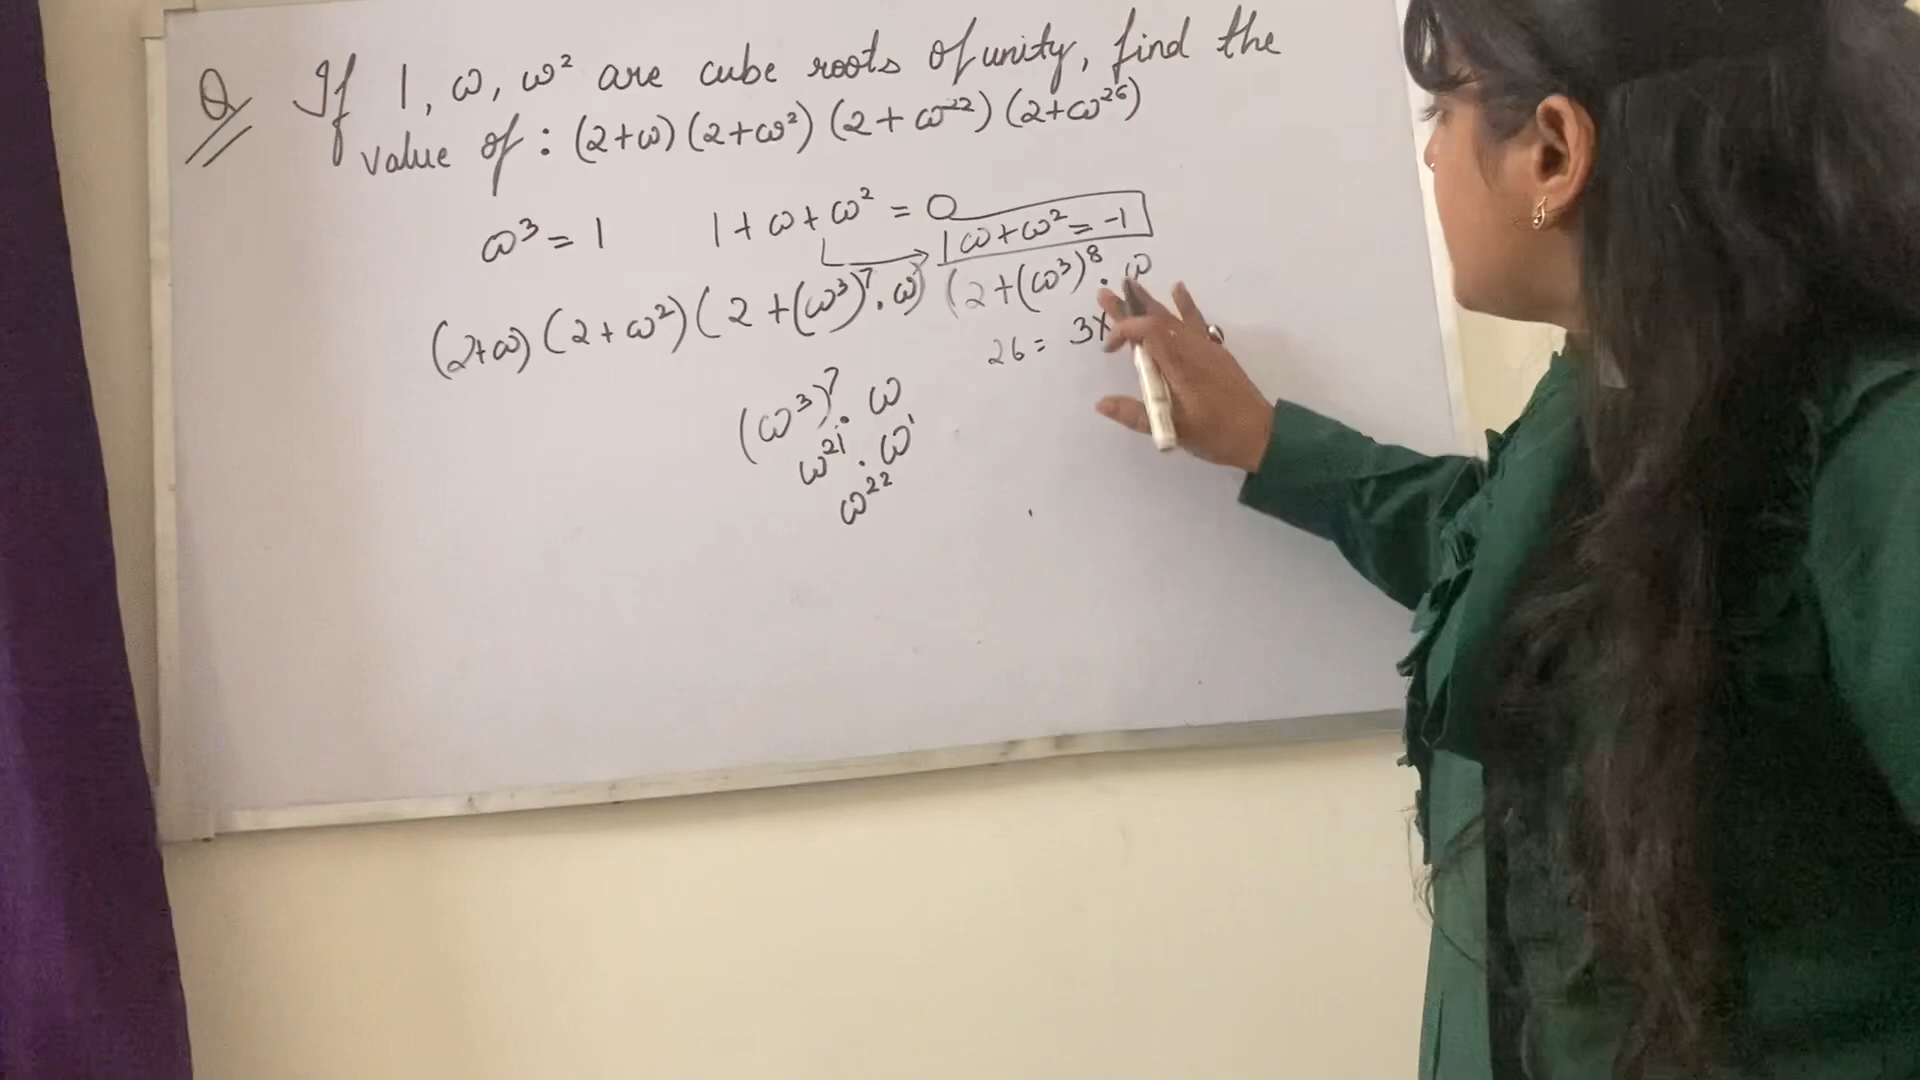 Q If 1, ω, ω² are cube roots of unity, find the
value of : (2+ω) (2+ω²) (2+ω²²) (2+ω²⁶)
ω³ = 1 1+ω+ω² = 0
ω+ω² = -1
(2+ω) (2+ω²) (2+(ω³)⁷.ω) (2+(ω³)⁸.ω
26 = 3×
(ω³)⁷. ω
ω²¹. ω¹
ω²²